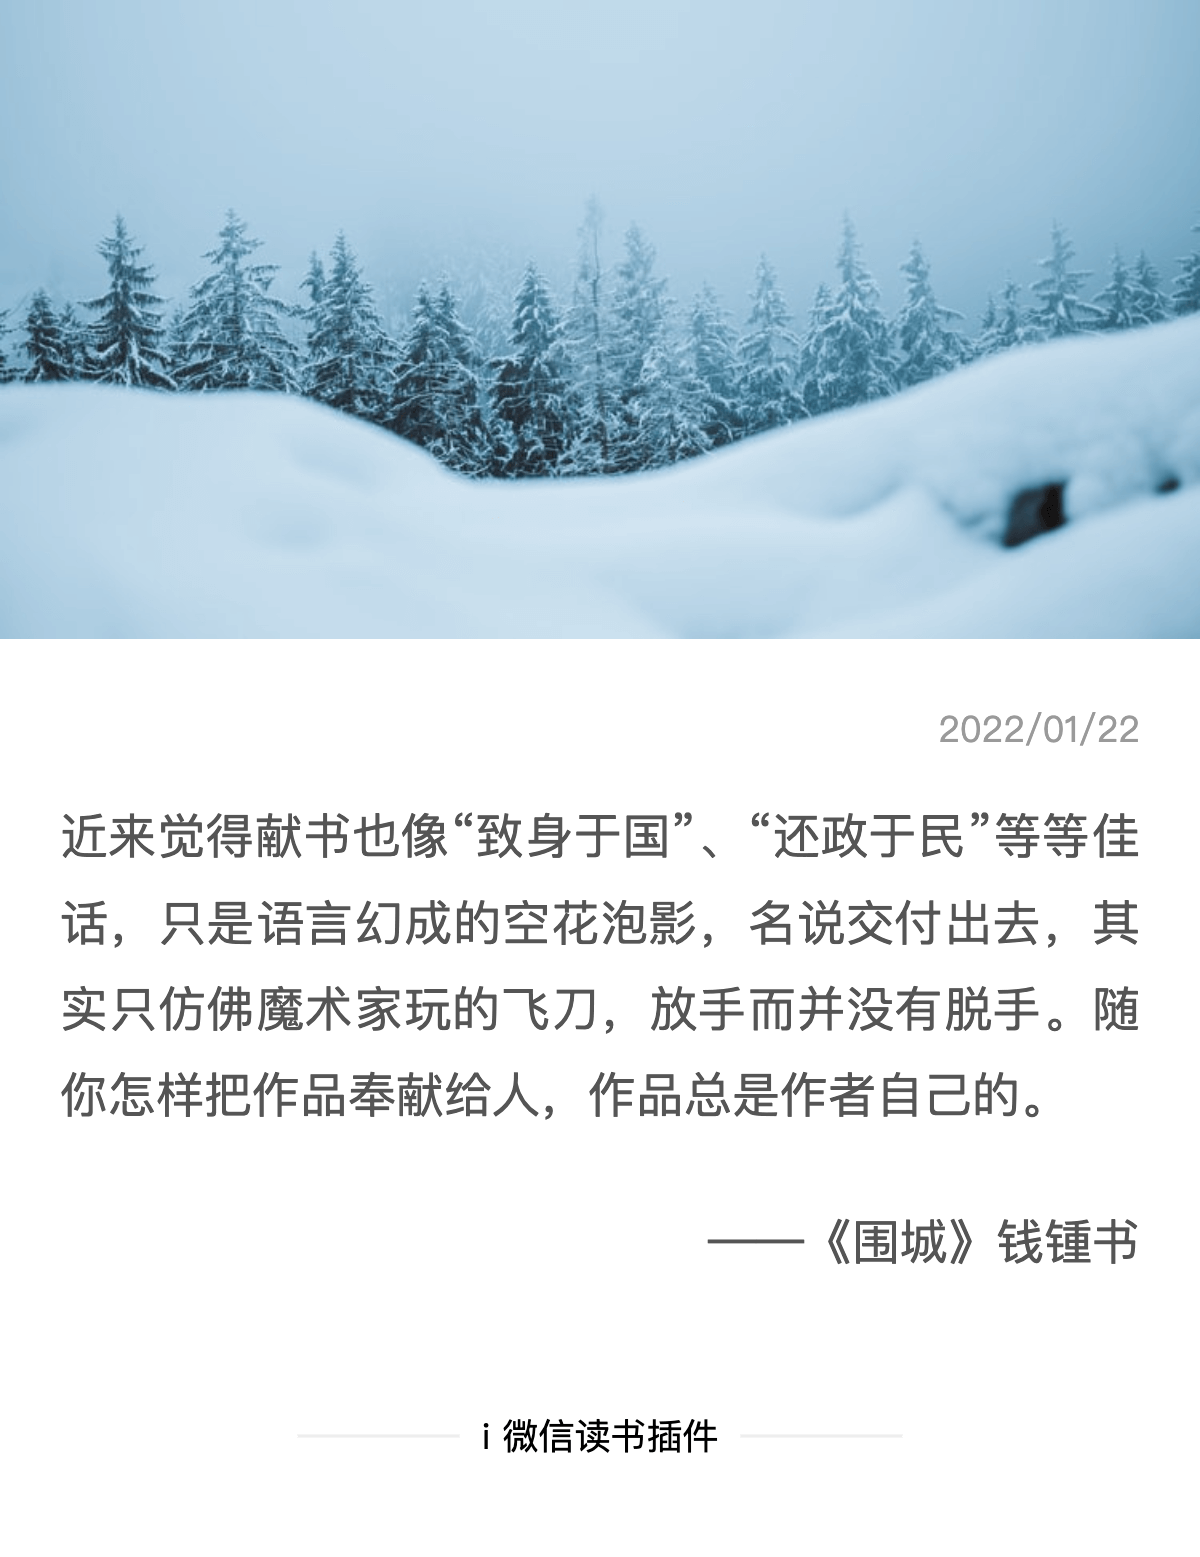 2022/01/22
近来觉得献书也像“致身于国”、“还政于民”等等佳
话，只是语言幻成的空花泡影，名说交付出去，其
实只仿佛魔术家玩的飞刀，放手而并没有脱手。随
你怎样把作品奉献给人，作品总是作者自己的。
——《围城》钱锺书
i 微信读书插件